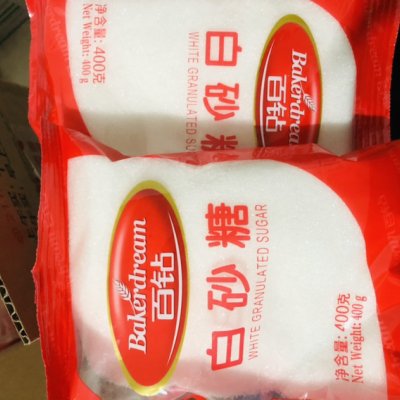 Bakerdream
百钻
白砂糖
WHITE GRANULATED SUGAR
净含量: 400克
Net Weight: 400 g
Bakerdream
百钻
白砂糖
WHITE GRANULATED SUGAR
净含量: 400克
Net Weight: 400 g